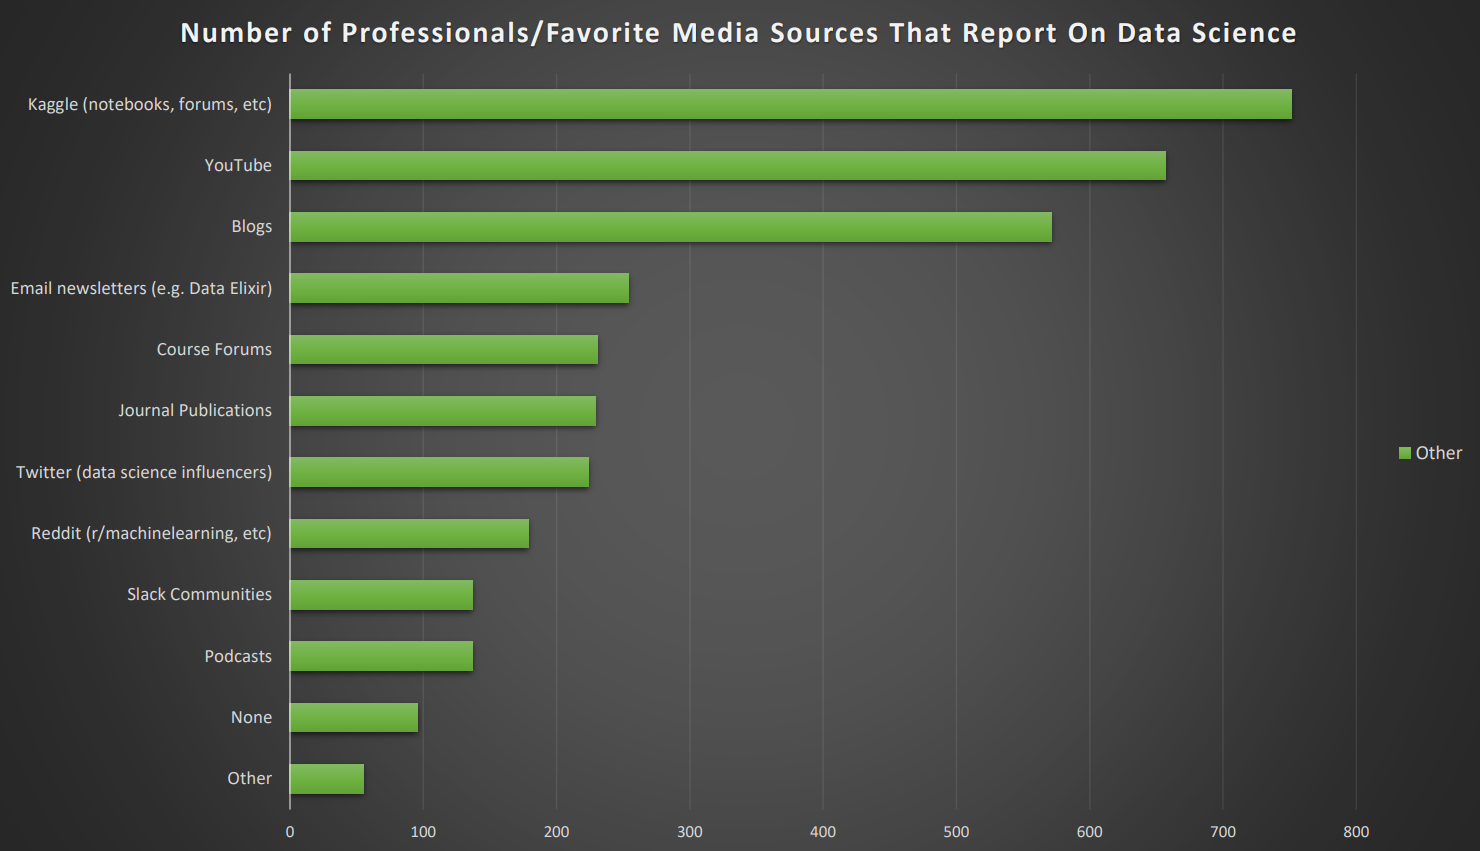 Number of Professionals/Favorite Media Sources That Report On Data Science
Kaggle (notebooks, forums, etc)
YouTube
Blogs
Email newsletters (e.g. Data Elixir)
Course Forums
Journal Publications
Twitter (data science influencers)
Reddit (r/machinelearning, etc)
Slack Communities
Podcasts
None
Other
0 100 200 300 400 500 600 700 800
Other